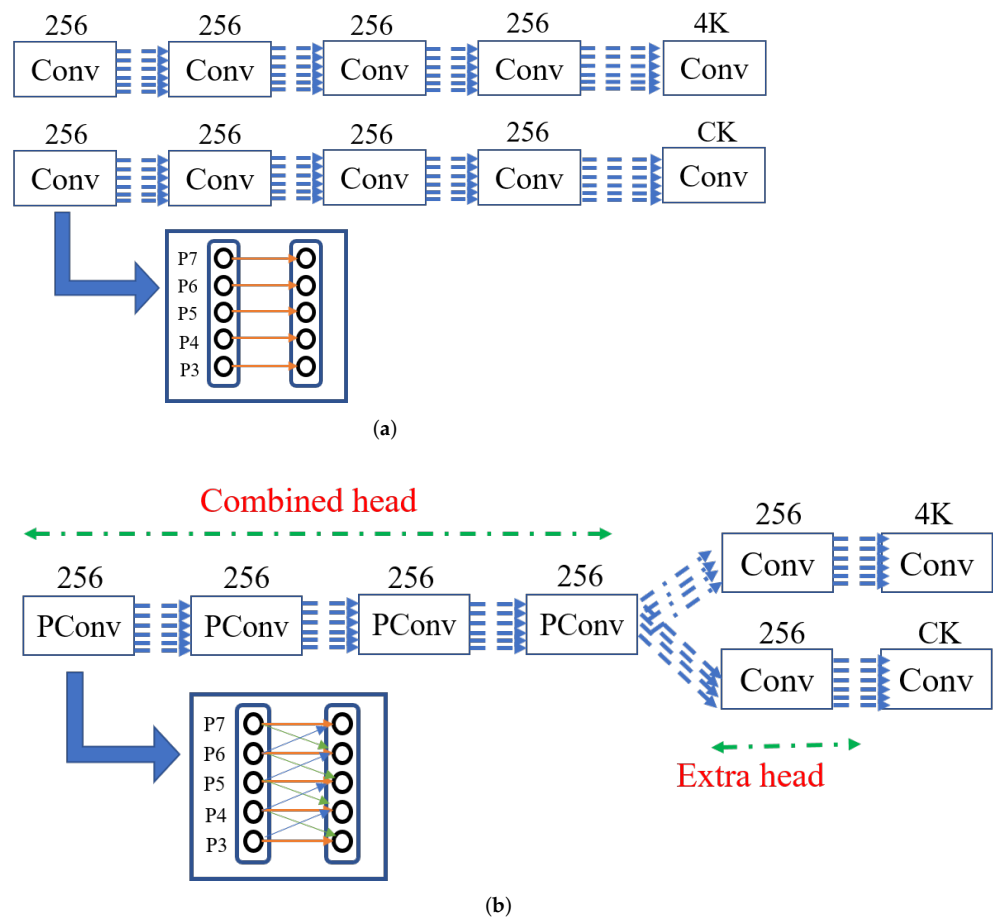 256 256 256 256 4K
Conv Conv Conv Conv Conv
256 256 256 256 CK
Conv Conv Conv Conv Conv
P7
P6
P5
P4
P3
(a)
Combined head
256 4K
Conv Conv
256 256 256 256
PConv PConv PConv PConv
256 CK
Conv Conv
P7
P6
P5
P4
P3
Extra head
(b)